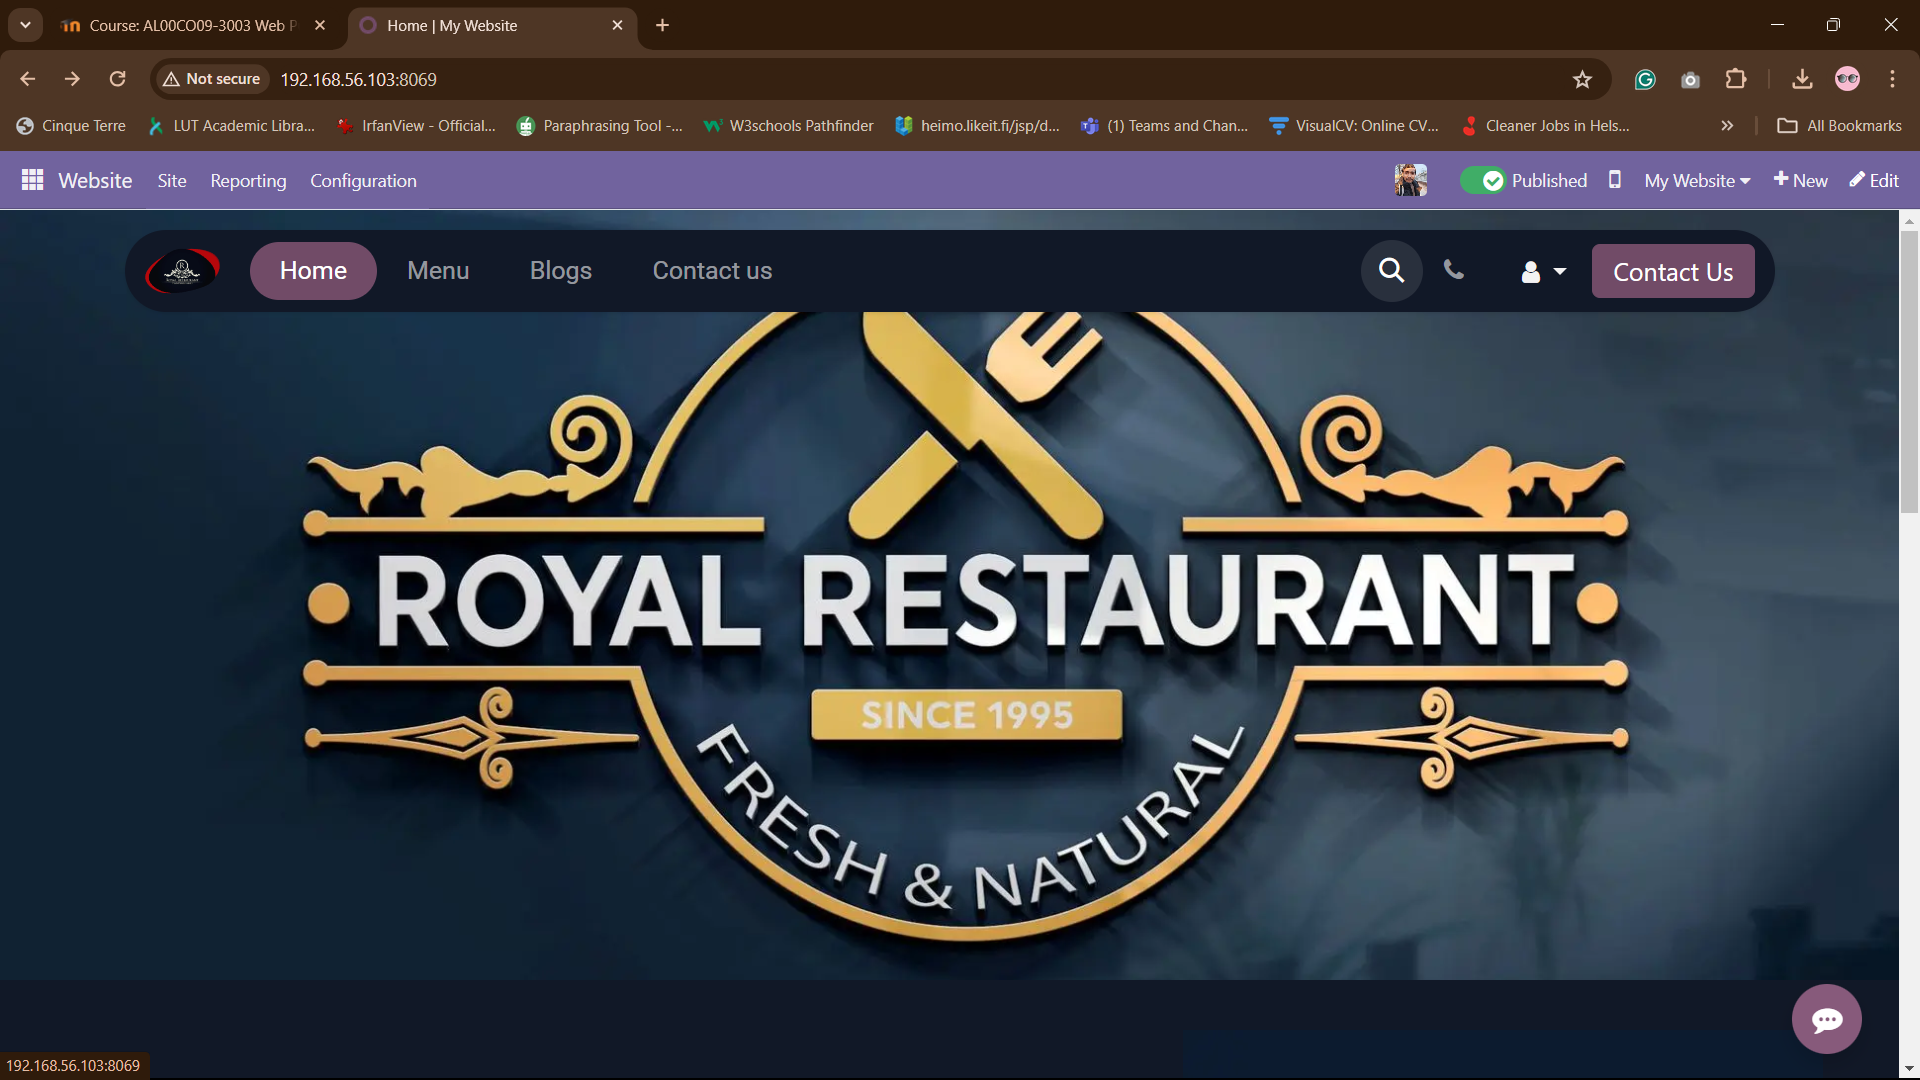 Course: AL00CO09-3003 Web P
Home | My Website
Not secure
192.168.56.103:8069
Cinque Terre
LUT Academic Libra...
IrfanView - Official...
Paraphrasing Tool -...
W3schools Pathfinder
heimo.likeit.fi/jsp/d...
(1) Teams and Chan...
VisualCV: Online CV...
Cleaner Jobs in Hels...
All Bookmarks
Website
Site
Reporting
Configuration
Published
My Website
New
Edit
Home
Menu
Blogs
Contact us
Contact Us
ROYAL RESTAURANT
SINCE 1995
FRESH & NATURAL
192.168.56.103:8069